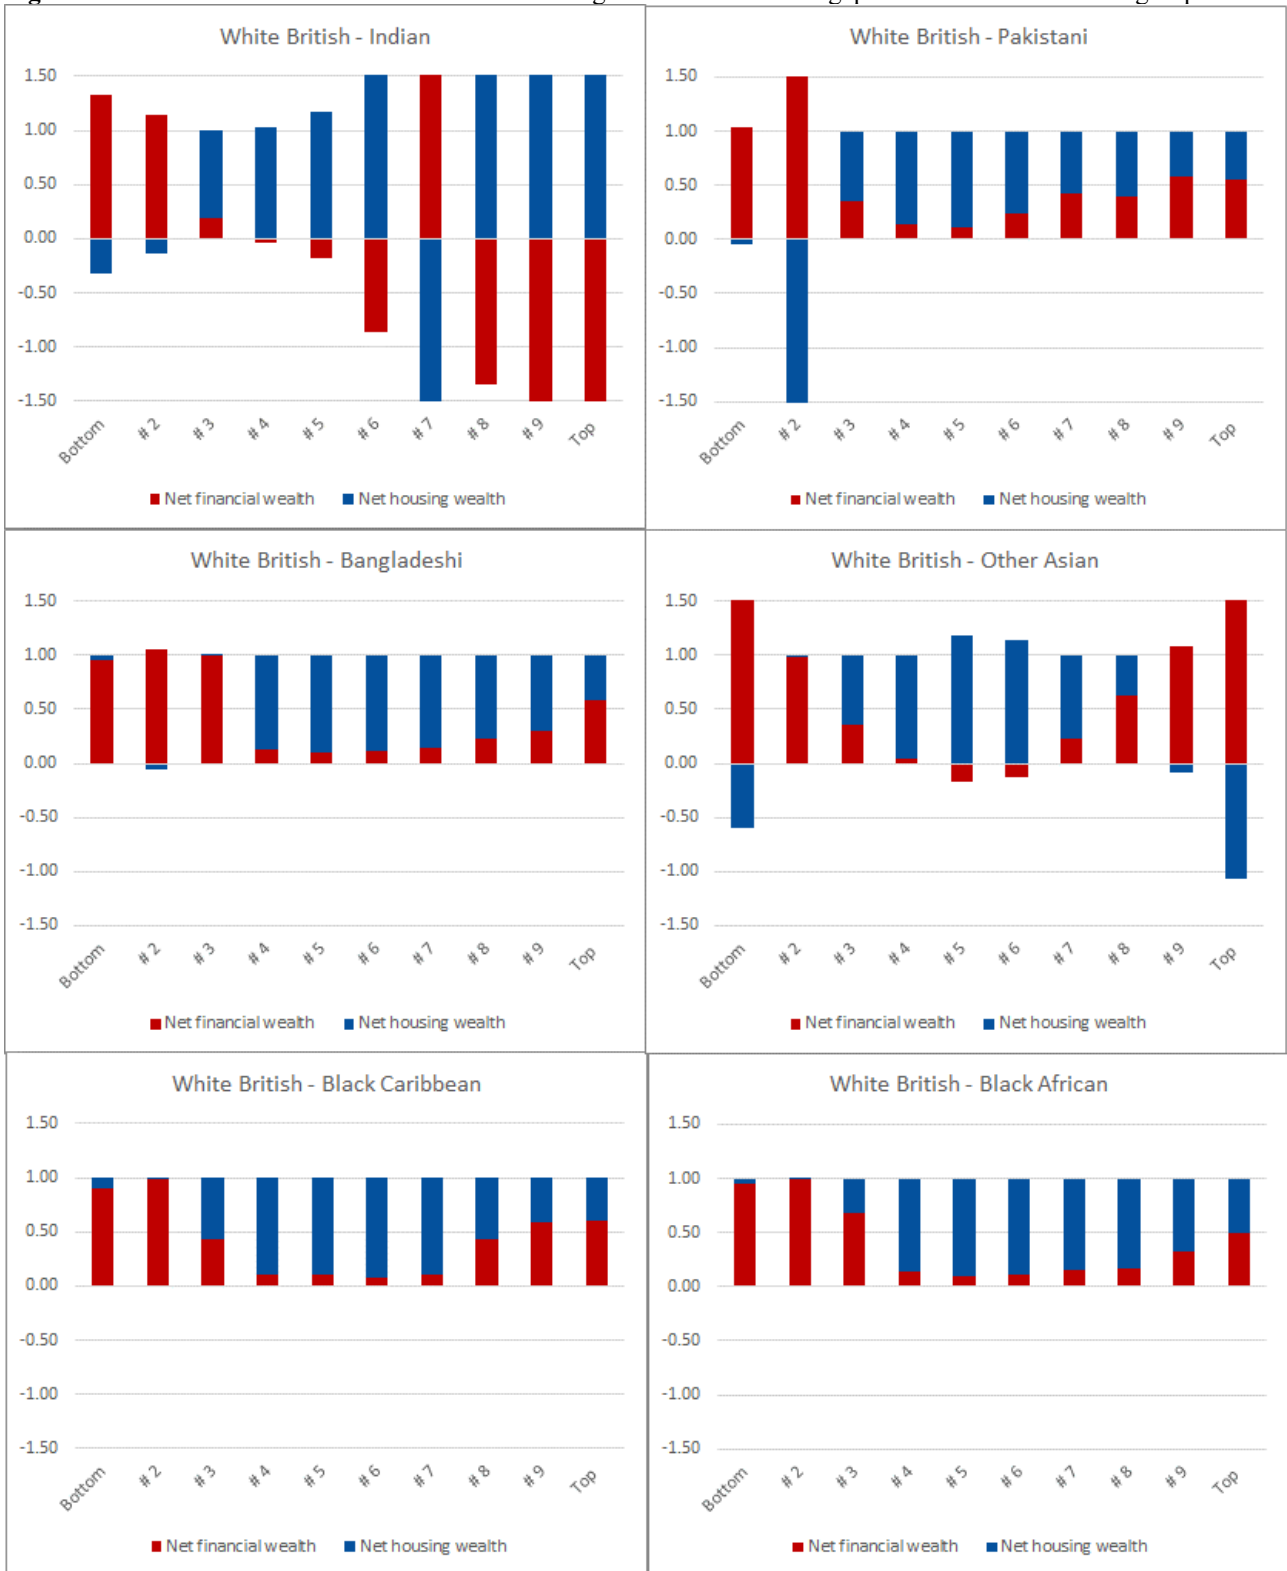 White British - Indian
1.50
1.00
0.50
0.00
-0.50
-1.00
-1.50
Bottom # 2 # 3 # 4 # 5 # 6 # 7 # 8 # 9 Top
Net financial wealth Net housing wealth
White British - Pakistani
1.50
1.00
0.50
0.00
-0.50
-1.00
-1.50
Bottom # 2 # 3 # 4 # 5 # 6 # 7 # 8 # 9 Top
Net financial wealth Net housing wealth
White British - Bangladeshi
1.50
1.00
0.50
0.00
-0.50
-1.00
-1.50
Bottom # 2 # 3 # 4 # 5 # 6 # 7 # 8 # 9 Top
Net financial wealth Net housing wealth
White British - Other Asian
1.50
1.00
0.50
0.00
-0.50
-1.00
-1.50
Bottom # 2 # 3 # 4 # 5 # 6 # 7 # 8 # 9 Top
Net financial wealth Net housing wealth
White British - Black Caribbean
1.50
1.00
0.50
0.00
-0.50
-1.00
-1.50
Bottom # 2 # 3 # 4 # 5 # 6 # 7 # 8 # 9 Top
Net financial wealth Net housing wealth
White British - Black African
1.50
1.00
0.50
0.00
-0.50
-1.00
-1.50
Bottom # 2 # 3 # 4 # 5 # 6 # 7 # 8 # 9 Top
Net financial wealth Net housing wealth